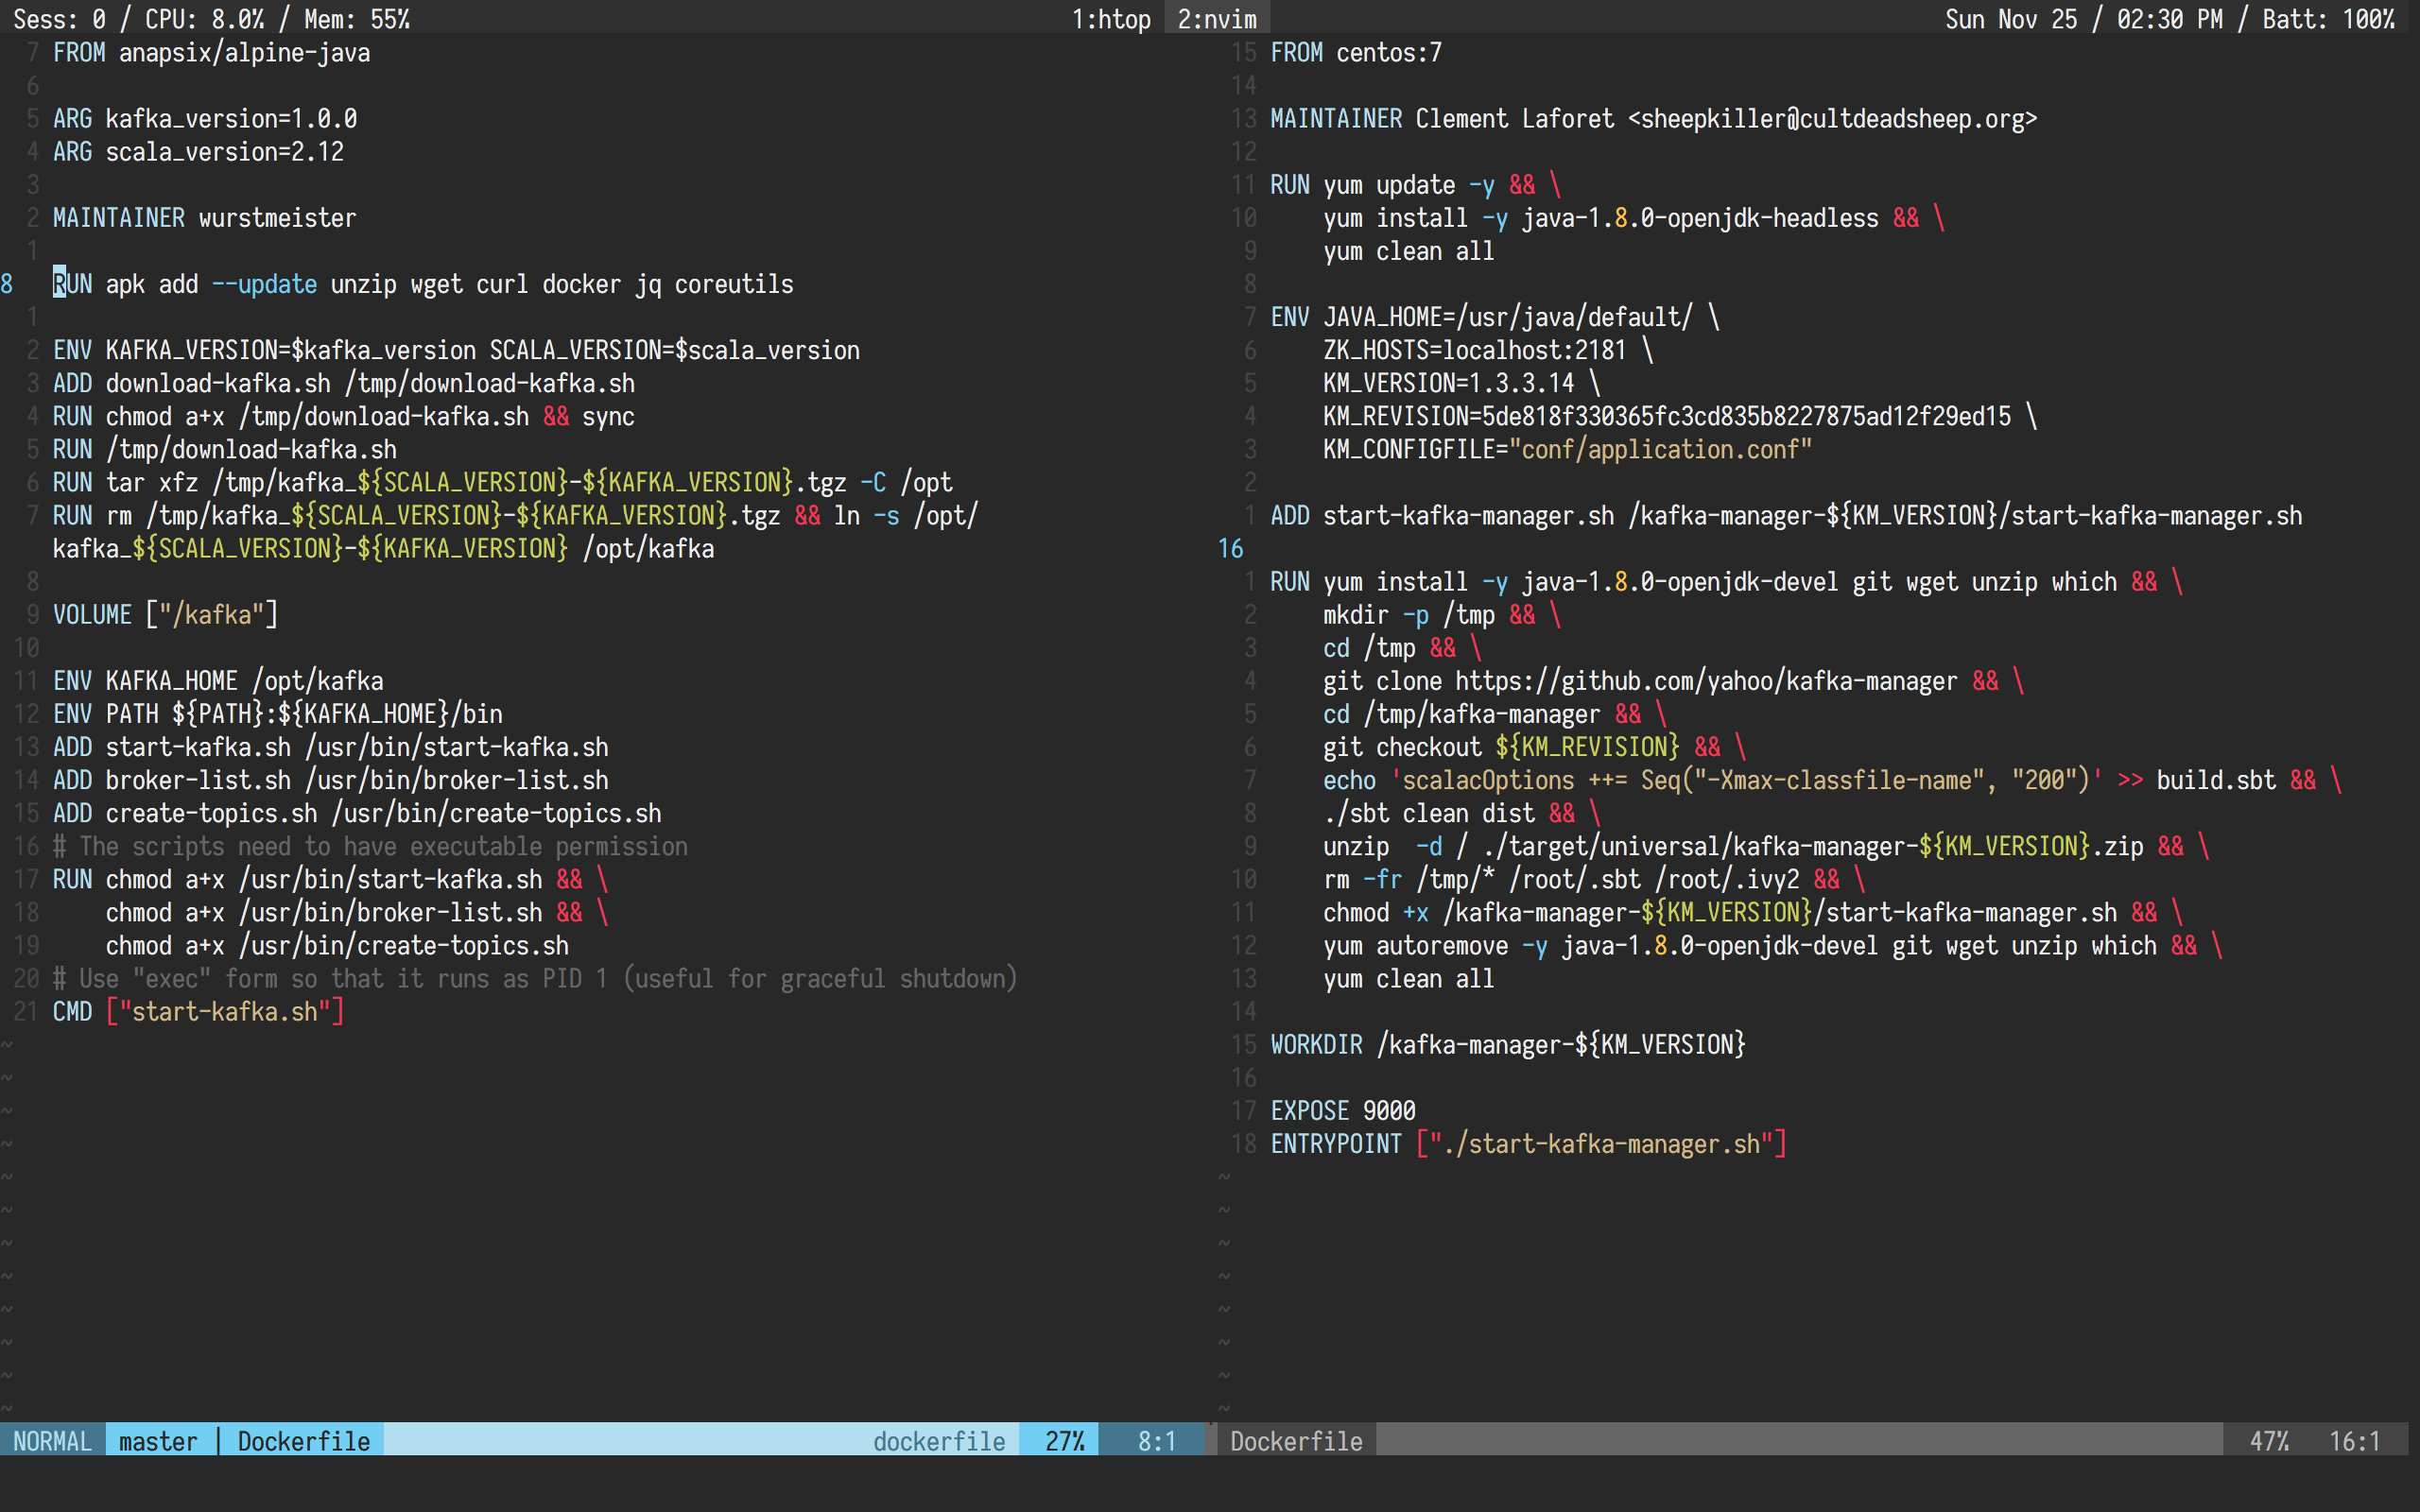 Sess: 0 / CPU: 8.0% / Mem: 55% 1:htop 2:nvim Sun Nov 25 / 02:30 PM / Batt: 100%
7 FROM anapsix/alpine-java
6
5 ARG kafka_version=1.0.0
4 ARG scala_version=2.12
3
2 MAINTAINER wurstmeister
1
8 RUN apk add --update unzip wget curl docker jq coreutils
1
2 ENV KAFKA_VERSION=$kafka_version SCALA_VERSION=$scala_version
3 ADD download-kafka.sh /tmp/download-kafka.sh
4 RUN chmod a+x /tmp/download-kafka.sh && sync
5 RUN /tmp/download-kafka.sh
6 RUN tar xfz /tmp/kafka_${SCALA_VERSION}-${KAFKA_VERSION}.tgz -C /opt
7 RUN rm /tmp/kafka_${SCALA_VERSION}-${KAFKA_VERSION}.tgz && ln -s /opt/
kafka_${SCALA_VERSION}-${KAFKA_VERSION} /opt/kafka
8
9 VOLUME ["/kafka"]
10
11 ENV KAFKA_HOME /opt/kafka
12 ENV PATH ${PATH}:${KAFKA_HOME}/bin
13 ADD start-kafka.sh /usr/bin/start-kafka.sh
14 ADD broker-list.sh /usr/bin/broker-list.sh
15 ADD create-topics.sh /usr/bin/create-topics.sh
16 # The scripts need to have executable permission
17 RUN chmod a+x /usr/bin/start-kafka.sh && \
18     chmod a+x /usr/bin/broker-list.sh && \
19     chmod a+x /usr/bin/create-topics.sh
20 # Use "exec" form so that it runs as PID 1 (useful for graceful shutdown)
21 CMD ["start-kafka.sh"]
~
~
~
~
~
~
~
~
~
~
~
~
NORMAL master | Dockerfile dockerfile 27% 8:1
15 FROM centos:7
14
13 MAINTAINER Clement Laforet <sheepkiller@cultdeadsheep.org>
12
11 RUN yum update -y && \
10     yum install -y java-1.8.0-openjdk-headless && \
9     yum clean all
8
7 ENV JAVA_HOME=/usr/java/default/ \
6     ZK_HOSTS=localhost:2181 \
5     KM_VERSION=1.3.3.14 \
4     KM_REVISION=5de818f330365fc3cd835b8227875ad12f29ed15 \
3     KM_CONFIGFILE="conf/application.conf"
2
1 ADD start-kafka-manager.sh /kafka-manager-${KM_VERSION}/start-kafka-manager.sh
16
1 RUN yum install -y java-1.8.0-openjdk-devel git wget unzip which && \
2     mkdir -p /tmp && \
3     cd /tmp && \
4     git clone https://github.com/yahoo/kafka-manager && \
5     cd /tmp/kafka-manager && \
6     git checkout ${KM_REVISION} && \
7     echo 'scalacOptions ++= Seq("-Xmax-classfile-name", "200")' >> build.sbt && \
8     ./sbt clean dist && \
9     unzip  -d / ./target/universal/kafka-manager-${KM_VERSION}.zip && \
10     rm -fr /tmp/* /root/.sbt /root/.ivy2 && \
11     chmod +x /kafka-manager-${KM_VERSION}/start-kafka-manager.sh && \
12     yum autoremove -y java-1.8.0-openjdk-devel git wget unzip which && \
13     yum clean all
14
15 WORKDIR /kafka-manager-${KM_VERSION}
16
17 EXPOSE 9000
18 ENTRYPOINT ["./start-kafka-manager.sh"]
~
~
~
~
~
~
~
~
Dockerfile 47% 16:1